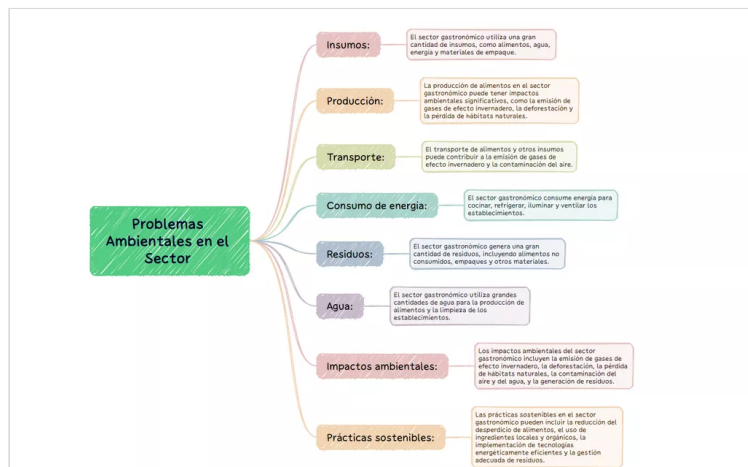 Problemas
Ambientales en el
Sector
Insumos:
El sector gastronómico utiliza una gran
cantidad de insumos, como alimentos, agua,
energía y materiales de empaque.
Producción:
La producción de alimentos en el sector
gastronómico puede tener impactos
ambientales significativos, como la emisión de
gases de efecto invernadero, la deforestación y
la pérdida de hábitats naturales.
Transporte:
El transporte de alimentos y otros insumos
puede contribuir a la emisión de gases de
efecto invernadero y la contaminación del aire.
Consumo de energía:
El sector gastronómico consume energía para
cocinar, refrigerar, iluminar y ventilar los
establecimientos.
Residuos:
El sector gastronómico genera una gran
cantidad de residuos, incluyendo alimentos no
consumidos, empaques y otros materiales.
Agua:
El sector gastronómico utiliza grandes
cantidades de agua para la producción de
alimentos y la limpieza de los
establecimientos.
Impactos ambientales:
Los impactos ambientales del sector
gastronómico incluyen la emisión de gases de
efecto invernadero, la deforestación, la pérdida
de hábitats naturales, la contaminación del
aire y del agua, y la generación de residuos.
Prácticas sostenibles:
Las prácticas sostenibles en el sector
gastronómico pueden incluir la reducción del
desperdicio de alimentos, el uso de
ingredientes locales y orgánicos, la
implementación de tecnologías
energéticamente eficientes y la gestión
adecuada de residuos.